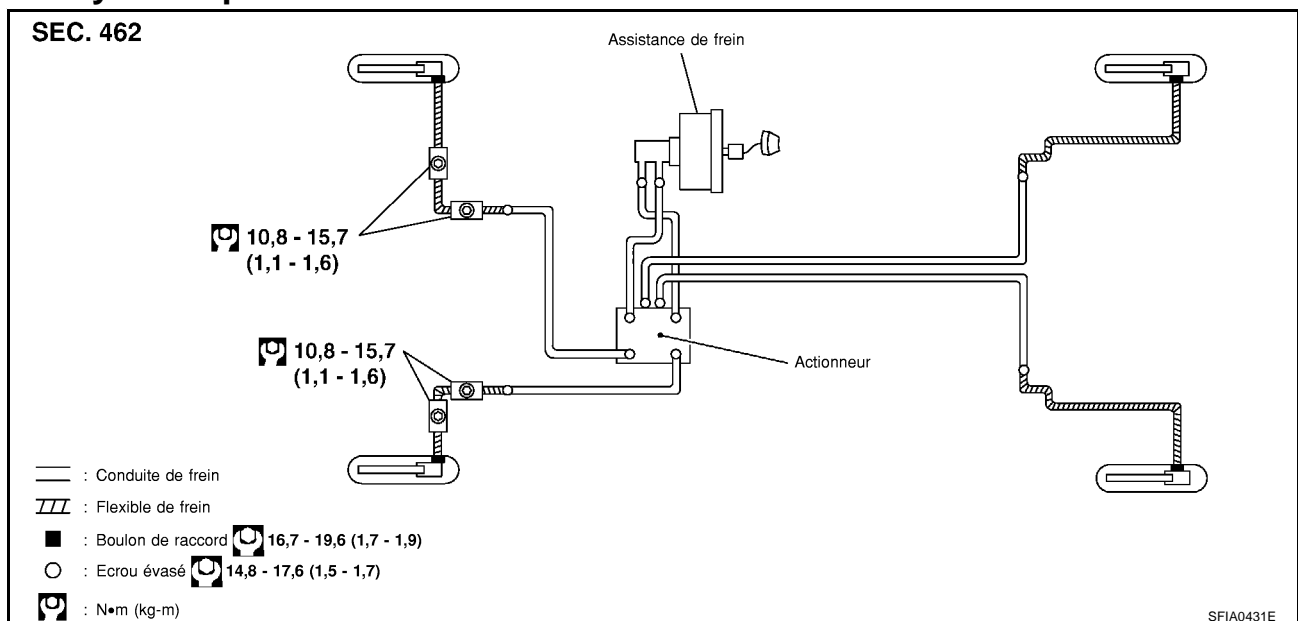 SEC. 462
Assistance de frein
10,8 - 15,7
(1,1 - 1,6)
10,8 - 15,7
(1,1 - 1,6)
Actionneur
: Conduite de frein
: Flexible de frein
: Boulon de raccord 16,7 - 19,6 (1,7 - 1,9)
: Ecrou évasé 14,8 - 17,6 (1,5 - 1,7)
: N•m (kg-m)
SFIA0431E